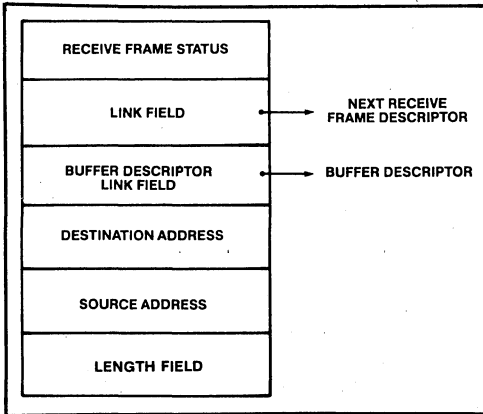 RECEIVE FRAME STATUS
LINK FIELD
NEXT RECEIVE
FRAME DESCRIPTOR
BUFFER DESCRIPTOR
LINK FIELD
BUFFER DESCRIPTOR
DESTINATION ADDRESS
SOURCE ADDRESS
LENGTH FIELD